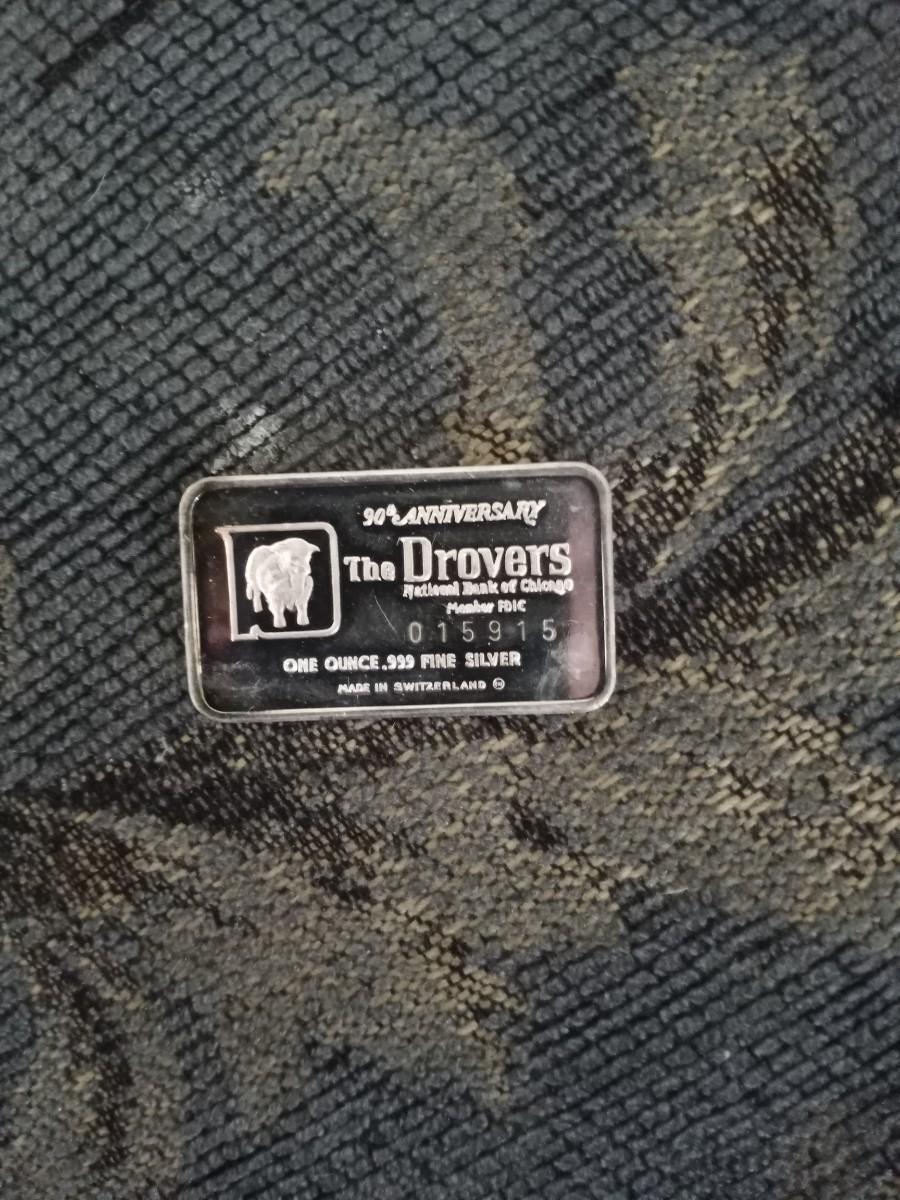 90th ANNIVERSARY
The Drovers
National Bank of Chicago
Member FDIC
015915
ONE OUNCE .999 FINE SILVER
MADE IN SWITZERLAND